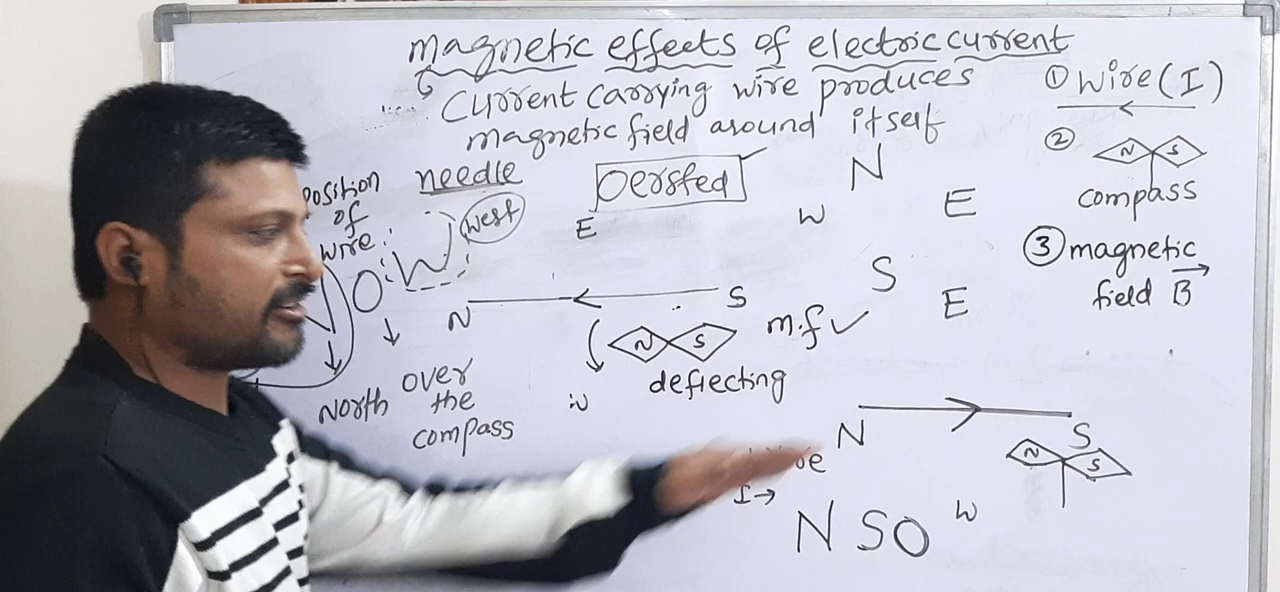 magnetic effects of electric current
Current carrying wire produces
magnetic field around itself
① Wire (I)
②
N S
compass
③ magnetic
field B
position
of
wire
needle
Oersted
west
E
N
W E
S
E
O W
N S
N S
m.f ✓
deflecting
W
North
over
the
compass
N S
N S
I →
N S O W